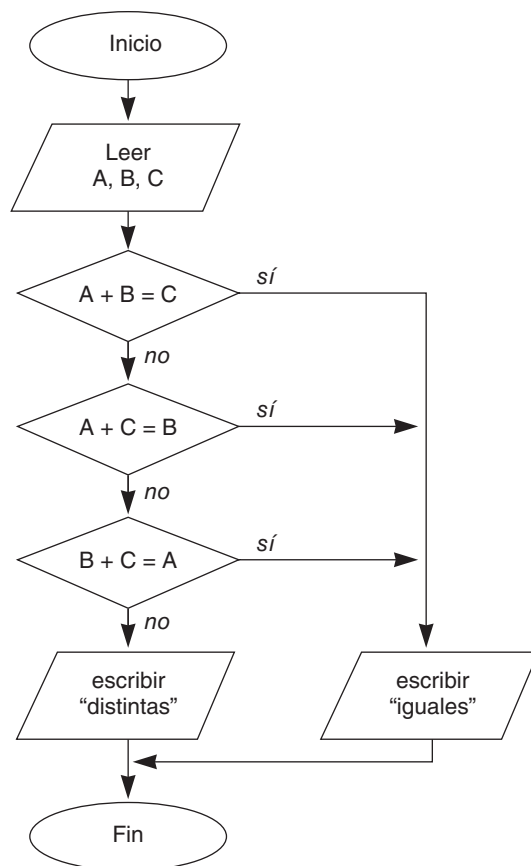 Inicio
Leer
A, B, C
A + B = C
sí
no
A + C = B
sí
no
B + C = A
sí
no
escribir
“distintas”
escribir
“iguales”
Fin